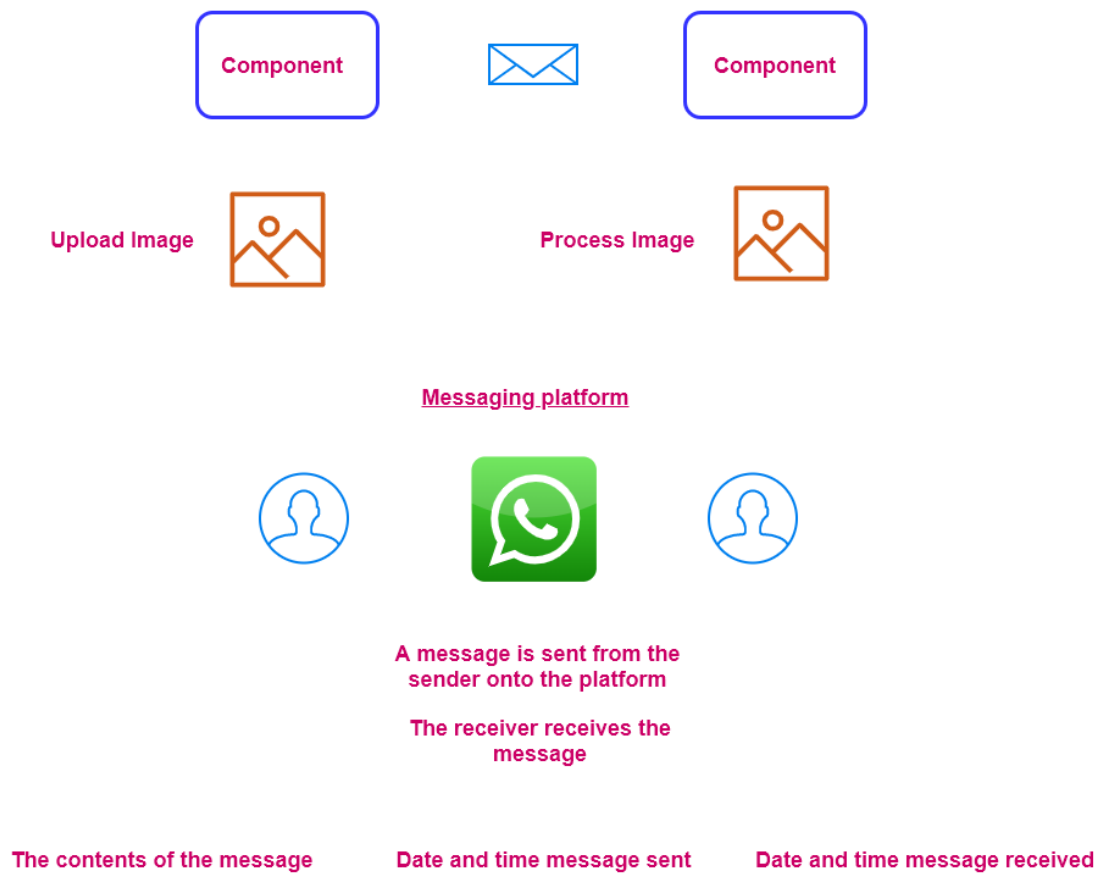 Component
Component
Upload Image
Process Image
Messaging platform
A message is sent from the
sender onto the platform
The receiver receives the
message
The contents of the message
Date and time message sent
Date and time message received